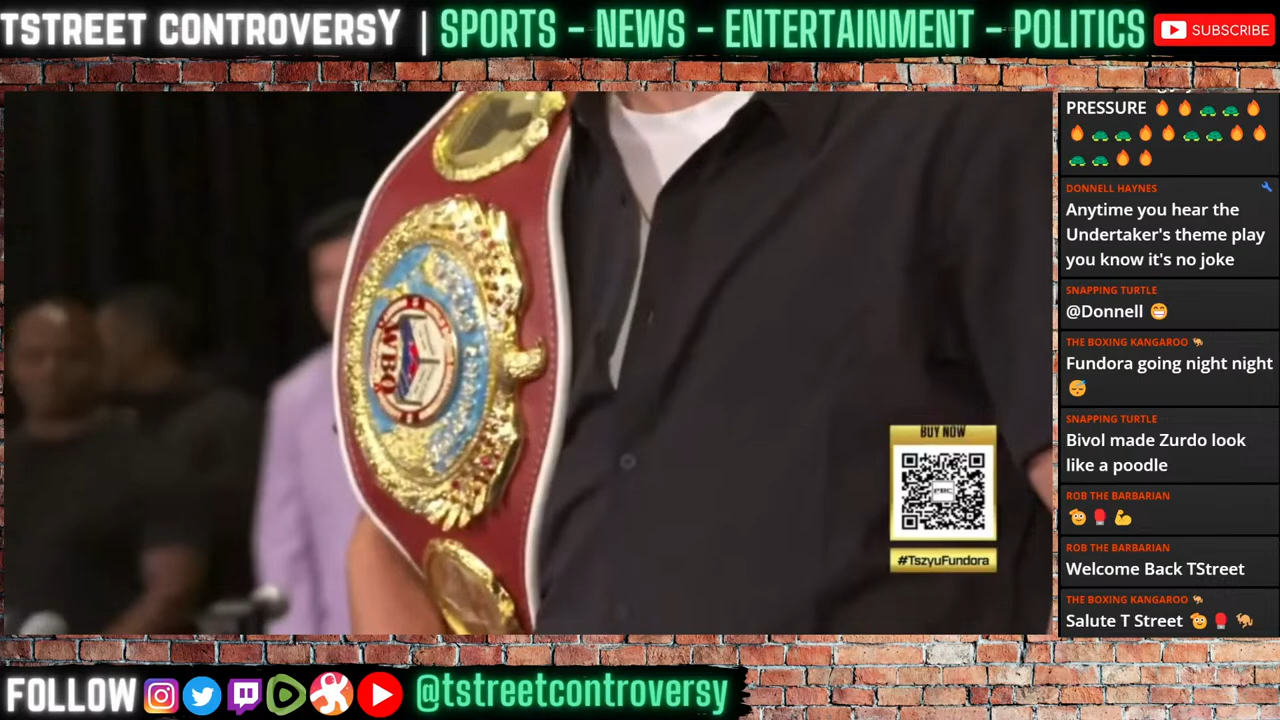 TSTREET CONTROVERSY | SPORTS – NEWS – ENTERTAINMENT – POLITICS
SUBSCRIBE
PRESSURE 🔥 🔥 🐢 🐢 🔥
🔥 🐢 🐢 🔥 🔥 🐢 🐢 🔥 🔥
🐢 🐢 🔥 🔥
DONNELL HAYNES
Anytime you hear the
Undertaker's theme play
you know it's no joke
SNAPPING TURTLE
@Donnell 😁
THE BOXING KANGAROO 🐪
Fundora going night night
😴
SNAPPING TURTLE
Bivol made Zurdo look
like a poodle
ROB THE BARBARIAN
🫡 🥊 💪
ROB THE BARBARIAN
Welcome Back TStreet
THE BOXING KANGAROO 🐪
Salute T Street 🫡 🥊 🐪
WBO
BUY NOW
PBC
#TszyuFundora
FOLLOW
@tstreetcontroversy